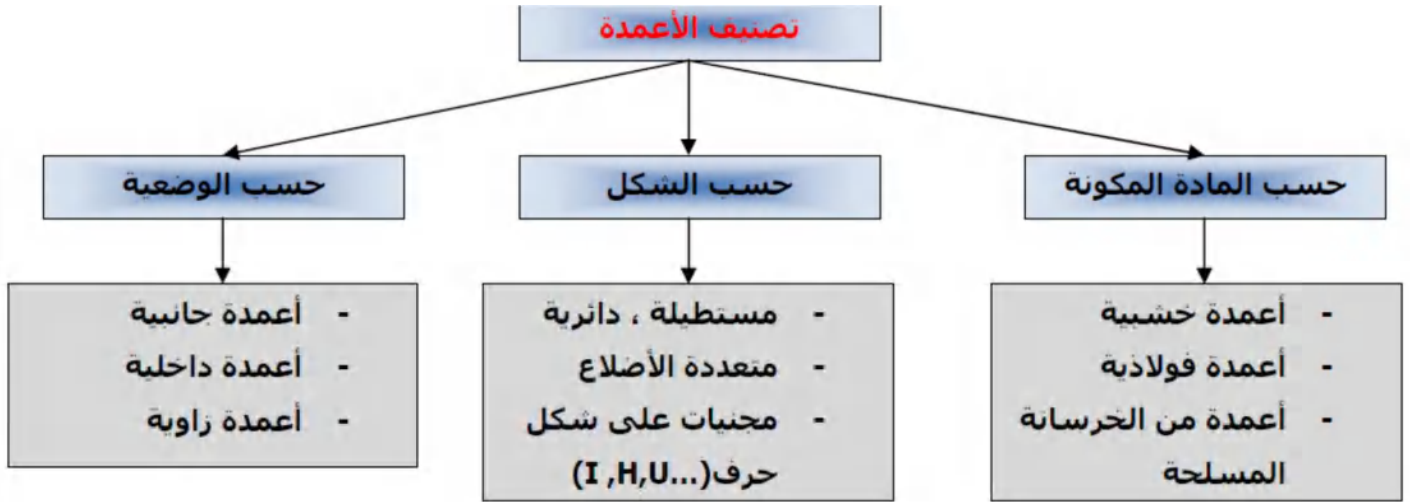 تصنيف الأعمدة
حسب المادة المكونة
حسب الشكل
حسب الوضعية
- أعمدة خشبية
- أعمدة فولاذية
- أعمدة من الخرسانة
المسلحة
- مستطيلة ، دائرية
- متعددة الأضلاع
- مجنيات على شكل
حرف(I ,H,U...)
- أعمدة جانبية
- أعمدة داخلية
- أعمدة زاوية